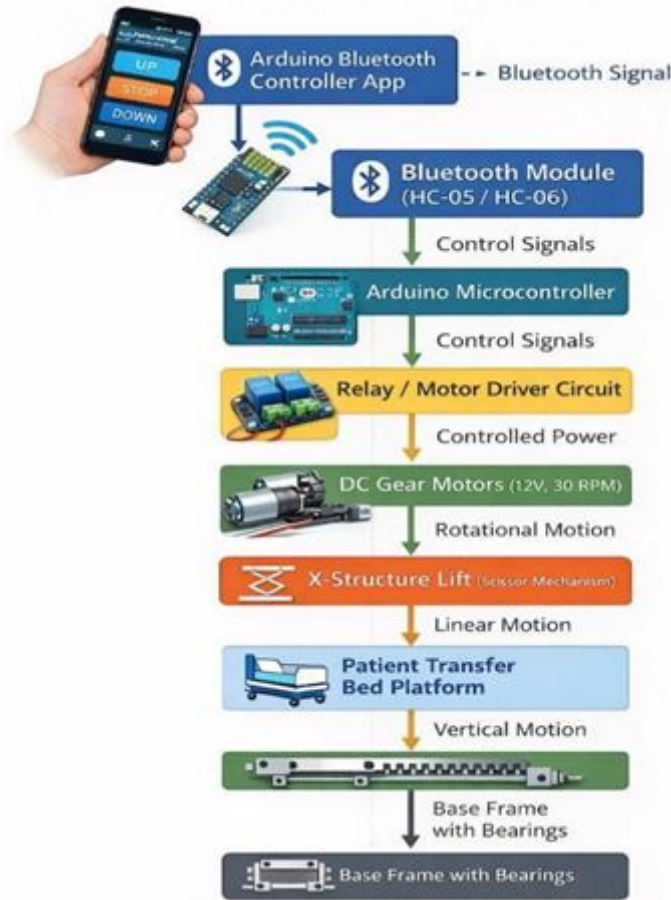 UP
STOP
DOWN
Arduino Bluetooth
Controller App
Bluetooth Signal
Bluetooth Module
(HC-05 / HC-06)
Control Signals
Arduino Microcontroller
Control Signals
Relay / Motor Driver Circuit
Controlled Power
DC Gear Motors (12V, 30 RPM)
Rotational Motion
X-Structure Lift (Scissor Mechanism)
Linear Motion
Patient Transfer
Bed Platform
Vertical Motion
Base Frame
with Bearings
Base Frame with Bearings